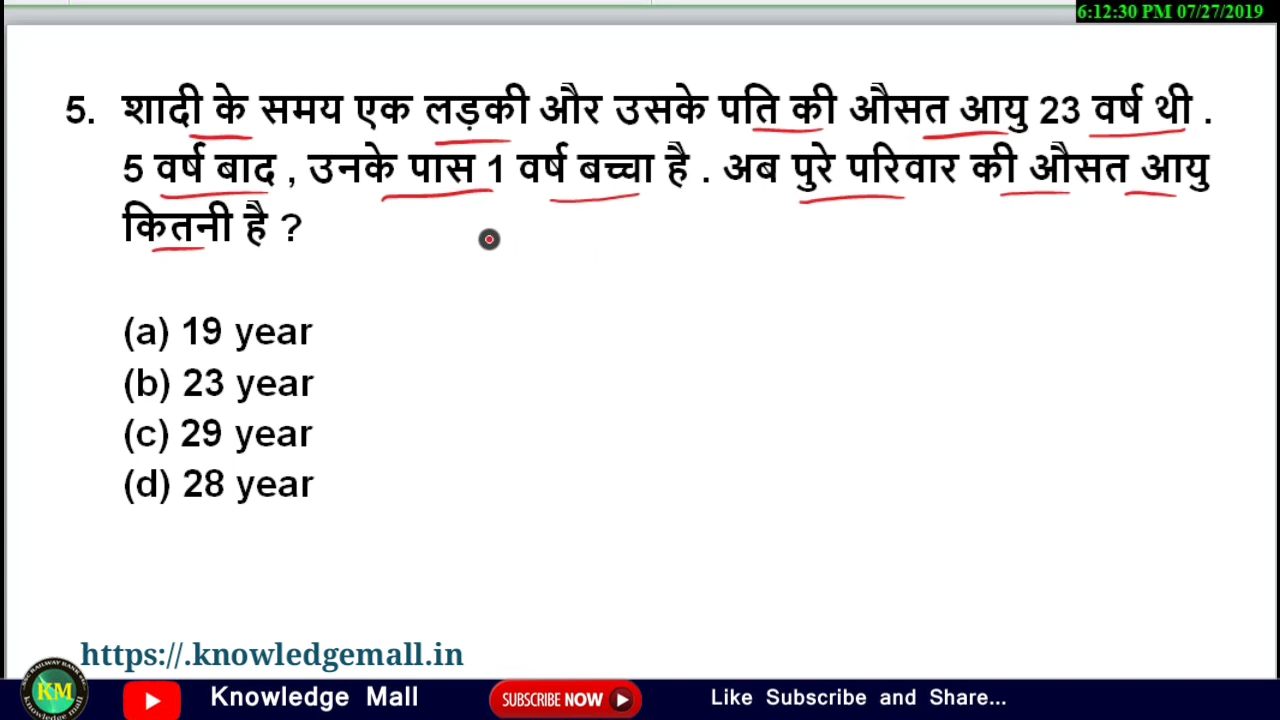 6:12:30 PM 07/27/2019
5. शादी के समय एक लड़की और उसके पति की औसत आयु 23 वर्ष थी .
5 वर्ष बाद , उनके पास 1 वर्ष बच्चा है . अब पुरे परिवार की औसत आयु
कितनी है ?
(a) 19 year
(b) 23 year
(c) 29 year
(d) 28 year
https://.knowledgemall.in
KM
Knowledge Mall
SUBSCRIBE NOW
Like Subscribe and Share...